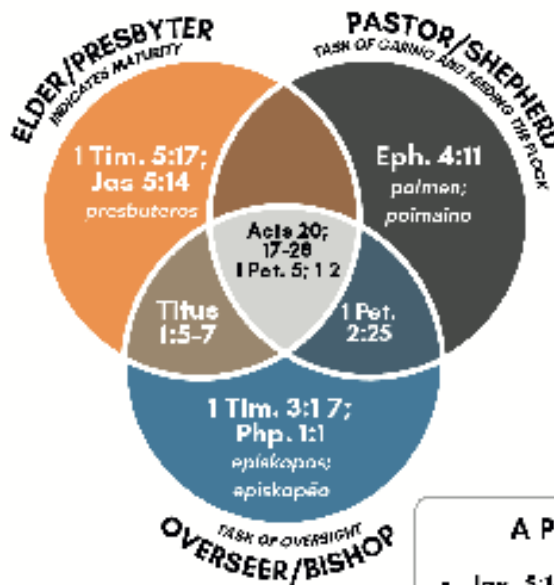 ELDER/PRESBYTER
INDICATES MATURITY
PASTOR/SHEPHERD
TASK OF CARING AND FEEDING THE FLOCK
1 Tim. 5:17;
Jas 5:14
presbuteros
Eph. 4:11
poimen;
poimaino
Acts 20;
17-28
1 Pet. 5; 1 2
Titus
1:5-7
1 Pet.
2:25
1 Tim. 3:1 7;
Php. 1:1
episkopos;
episkopéo
TASK OF OVERSIGHT
OVERSEER/BISHOP
A P